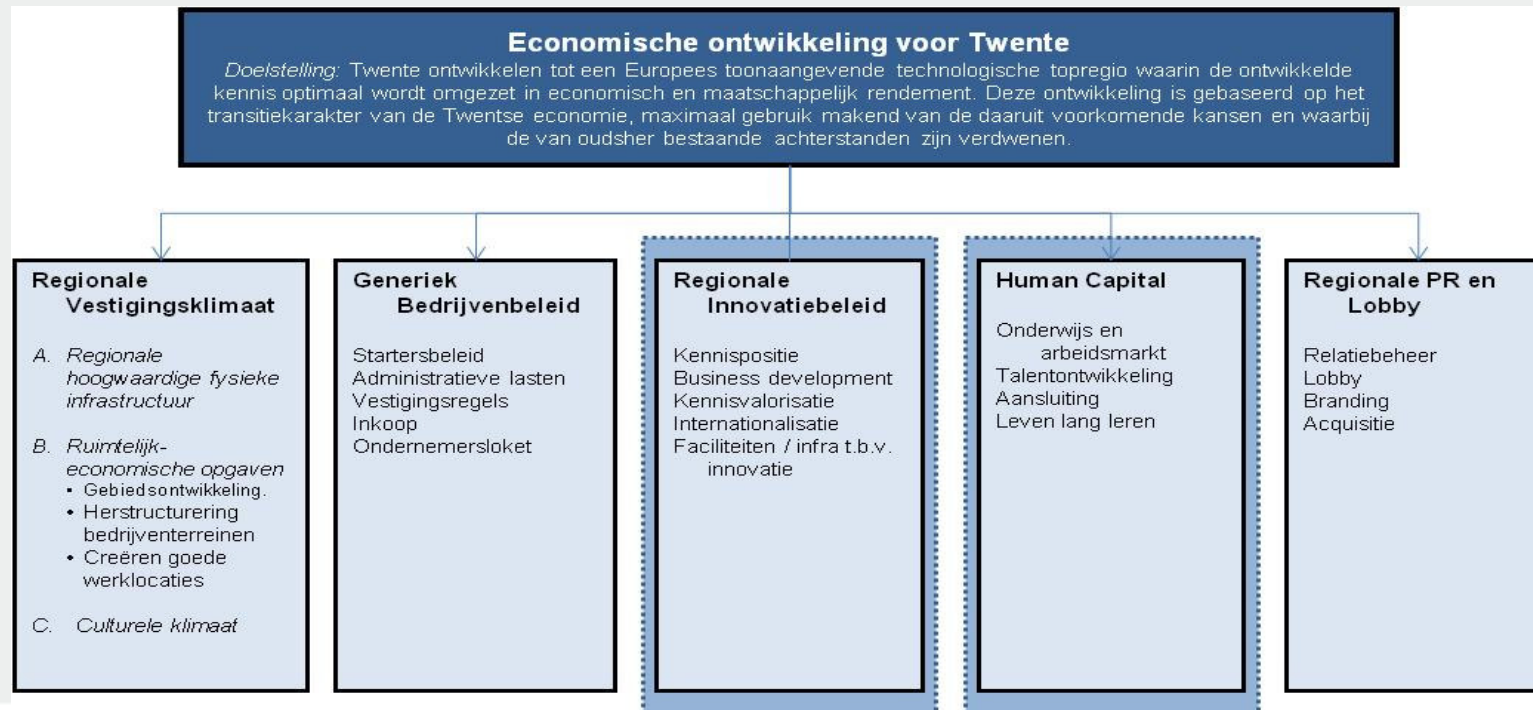 Economische ontwikkeling voor Twente
Doelstelling: Twente ontwikkelen tot een Europees toonaangevende technologische topregio waarin de ontwikkelde
kennis optimaal wordt omgezet in economisch en maatschappelijk rendement. Deze ontwikkeling is gebaseerd op het
transitiekarakter van de Twentse economie, maximaal gebruik makend van de daaruit voorkomende kansen en waarbij
de van oudsher bestaande achterstanden zijn verdwenen.
Regionale
Vestigingsklimaat
A. Regionale
hoogwaardige fysieke
infrastructuur
B. Ruimtelijk-
economische opgaven
• Gebiedsontwikkeling.
• Herstructurering
bedrijventerreinen
• Creëren goede
werklocaties
C. Culturele klimaat
Generiek
Bedrijvenbeleid
Startersbeleid
Administratieve lasten
Vestigingsregels
Inkoop
Ondernemersloket
Regionale
Innovatiebeleid
Kennispositie
Business development
Kennisvalorisatie
Internationalisatie
Faciliteiten / infra t.b.v.
innovatie
Human Capital
Onderwijs en
arbeidsmarkt
Talentontwikkeling
Aansluiting
Leven lang leren
Regionale PR en
Lobby
Relatiebeheer
Lobby
Branding
Acquisitie